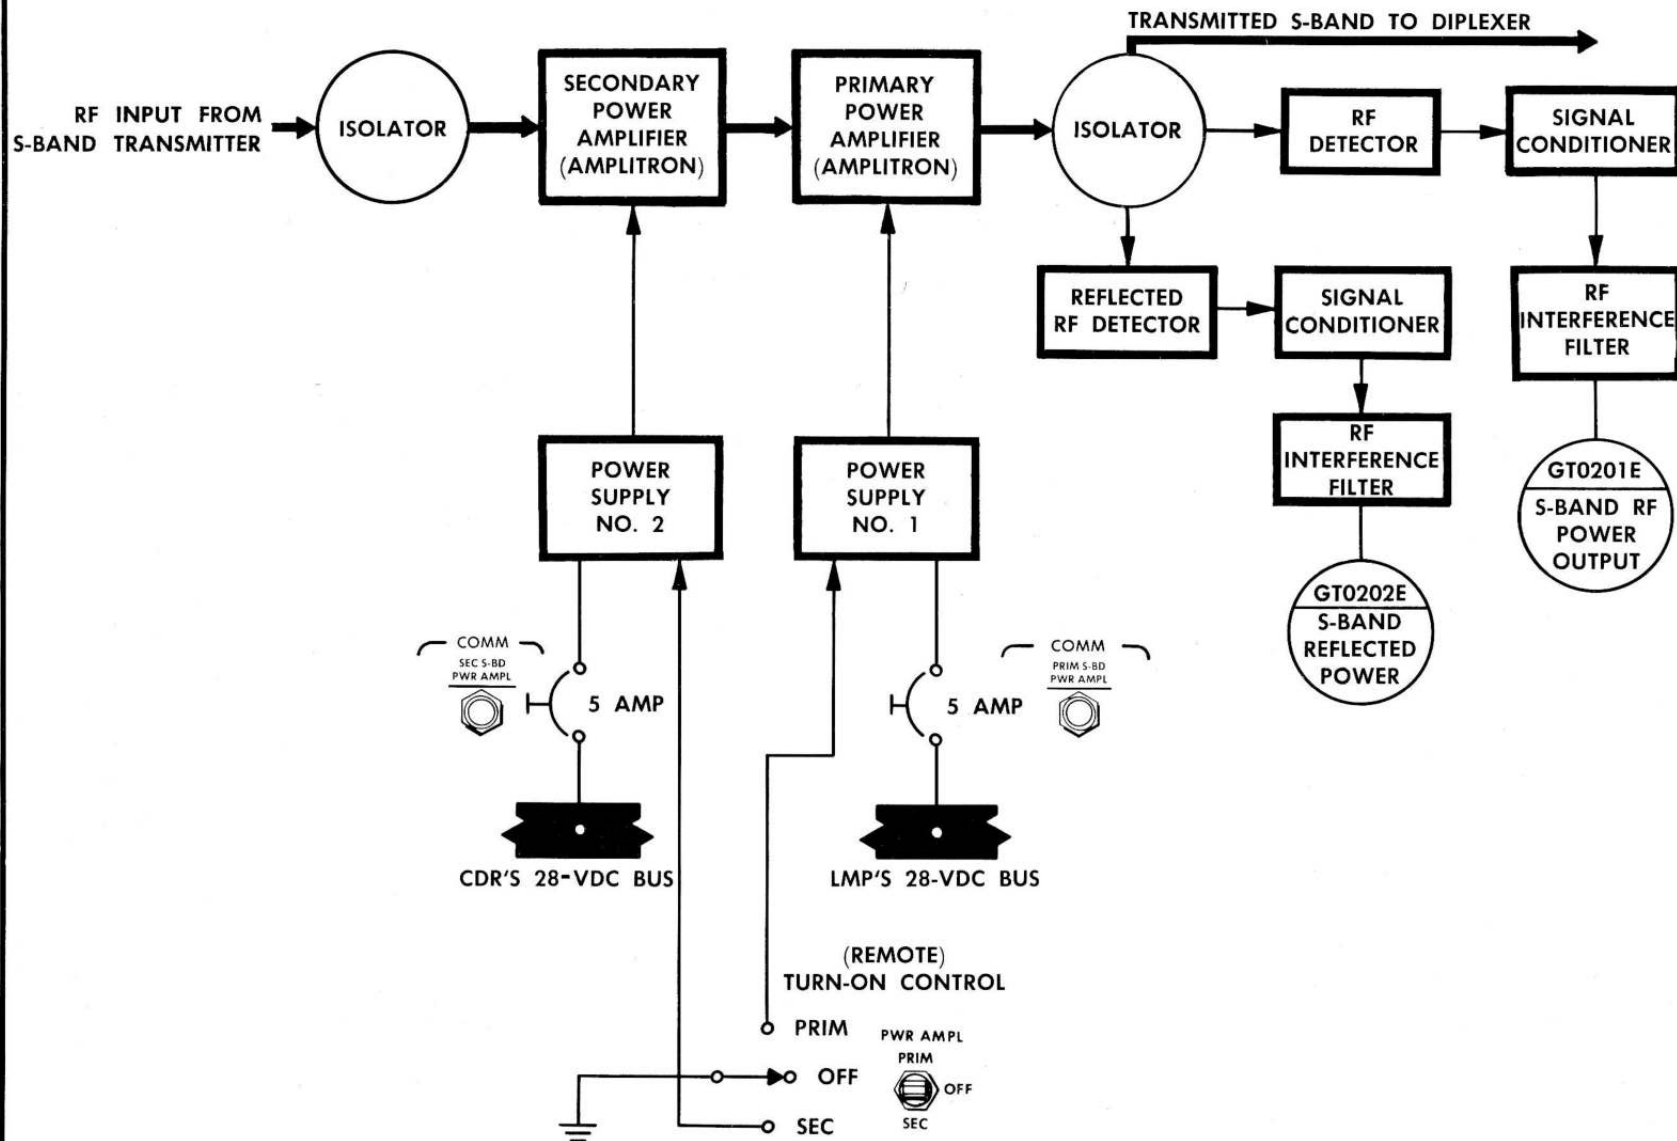 TRANSMITTED S-BAND TO DIPLEXER
RF INPUT FROM
S-BAND TRANSMITTER
ISOLATOR
SECONDARY
POWER
AMPLIFIER
(AMPLITRON)
PRIMARY
POWER
AMPLIFIER
(AMPLITRON)
ISOLATOR
RF
DETECTOR
SIGNAL
CONDITIONER
REFLECTED
RF DETECTOR
SIGNAL
CONDITIONER
RF
INTERFERENCE
FILTER
RF
INTERFERENCE
FILTER
GT0201E
S-BAND RF
POWER
OUTPUT
GT0202E
S-BAND
REFLECTED
POWER
POWER
SUPPLY
NO. 2
POWER
SUPPLY
NO. 1
COMM
SEC S-BD
PWR AMPL
5 AMP
5 AMP
COMM
PRIM S-BD
PWR AMPL
CDR'S 28-VDC BUS
LMP'S 28-VDC BUS
(REMOTE)
TURN-ON CONTROL
PRIM
OFF
SEC
PWR AMPL
PRIM
OFF
SEC